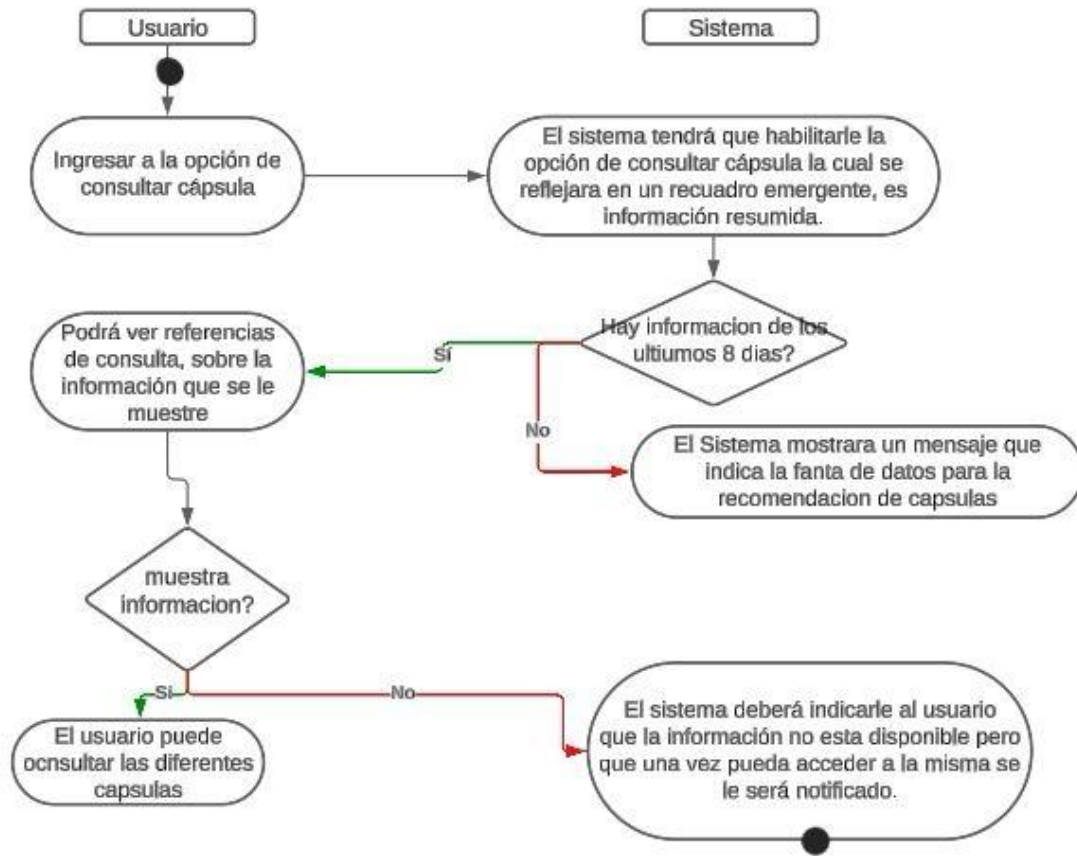 Usuario
Sistema
Ingresar a la opción de
consultar cápsula
El sistema tendrá que habilitarle la
opción de consultar cápsula la cual se
reflejara en un recuadro emergente, es
información resumida.
Hay informacion de los
ultiumos 8 dias?
Sí
Podrá ver referencias
de consulta, sobre la
información que se le
muestre
No
El Sistema mostrara un mensaje que
indica la fanta de datos para la
recomendacion de capsulas
muestra
informacion?
Si
No
El usuario puede
ocnsultar las diferentes
capsulas
El sistema deberá indicarle al usuario
que la información no esta disponible pero
que una vez pueda acceder a la misma se
le será notificado.